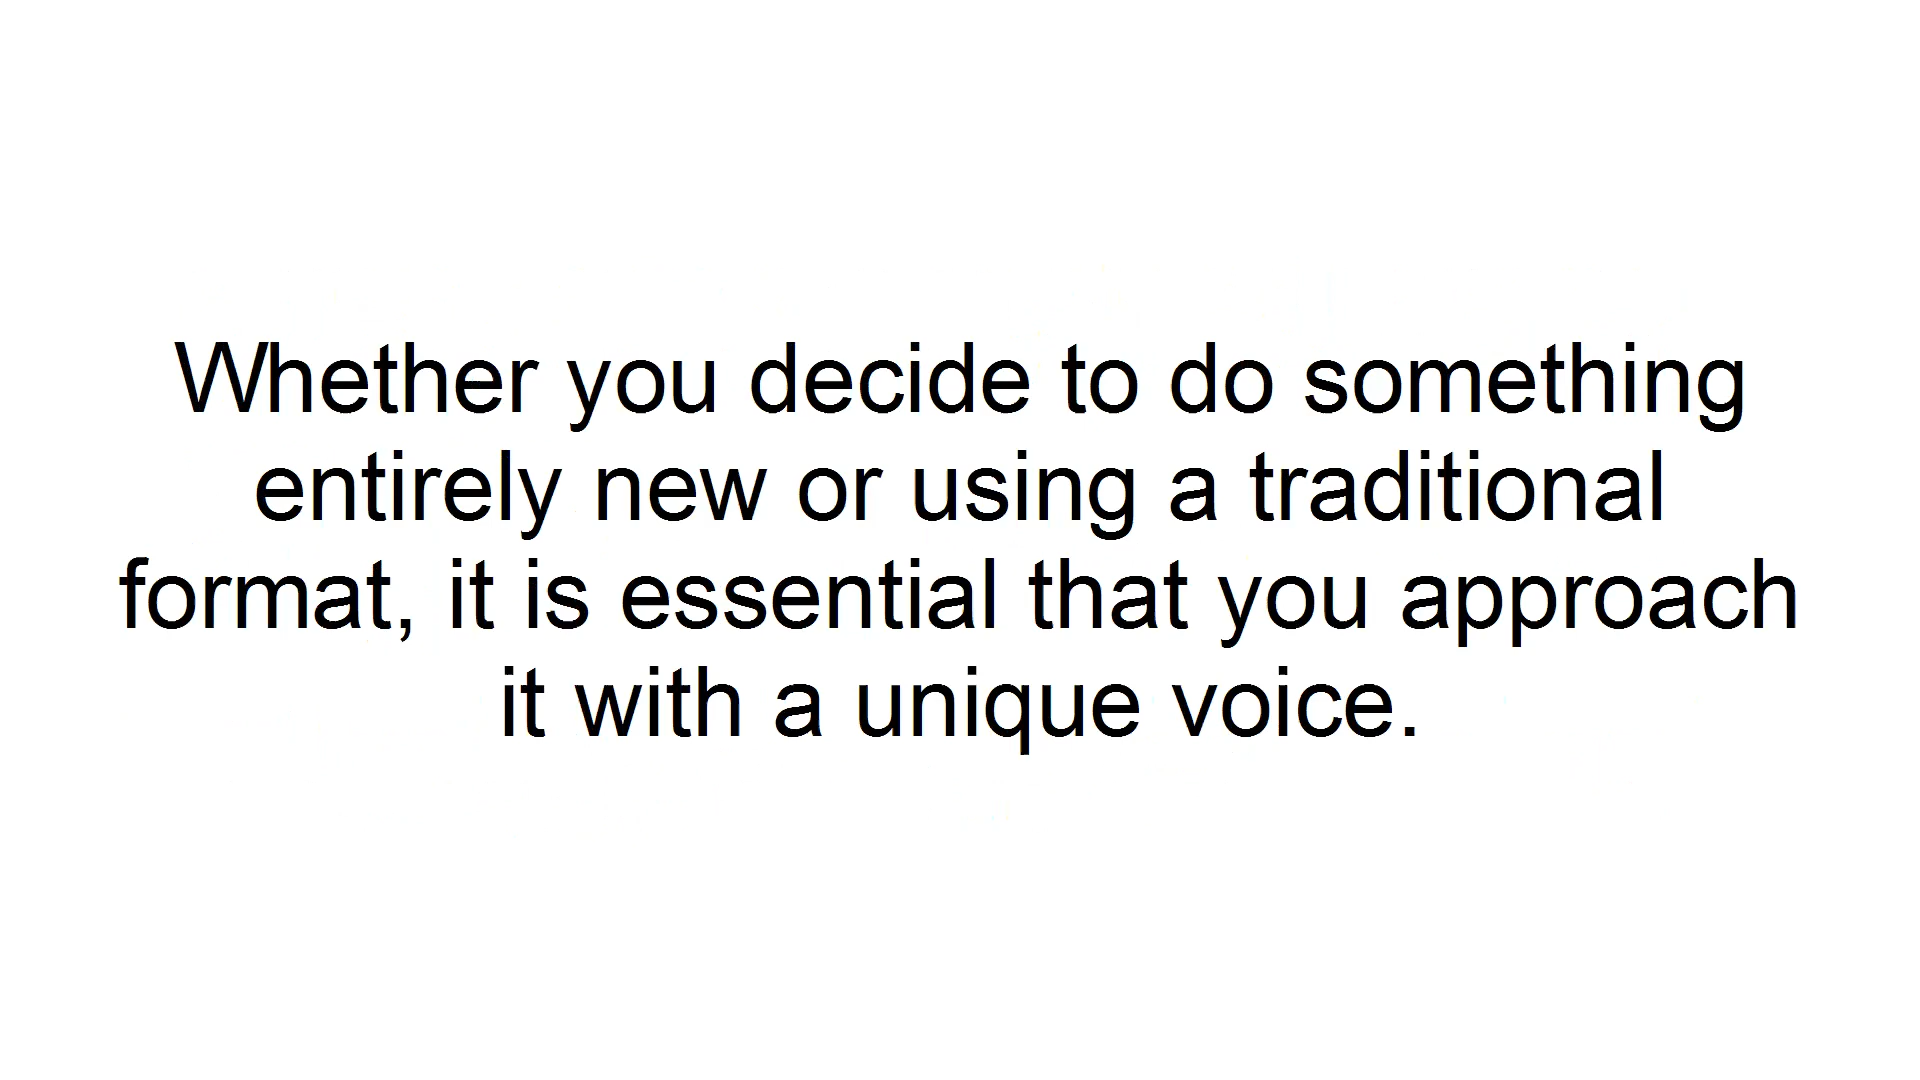 Whether you decide to do something
entirely new or using a traditional
format, it is essential that you approach
it with a unique voice.